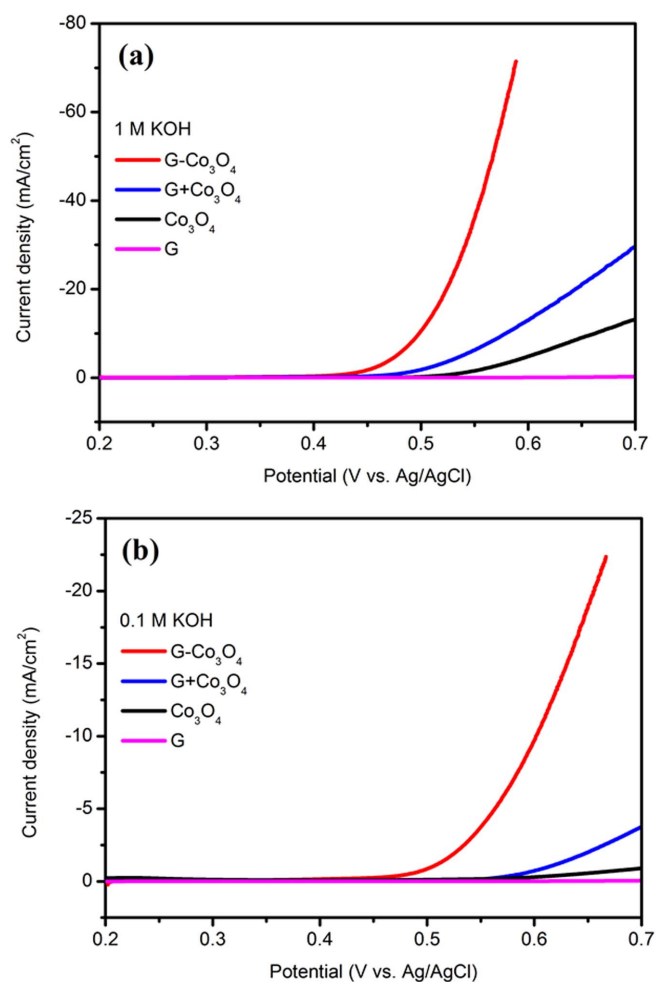 (a)
1 M KOH
G-Co₃O₄
G+Co₃O₄
Co₃O₄
G
Current density (mA/cm²)
-80
-60
-40
-20
0
0.2 0.3 0.4 0.5 0.6 0.7
Potential (V vs. Ag/AgCl)
(b)
0.1 M KOH
G-Co₃O₄
G+Co₃O₄
Co₃O₄
G
Current density (mA/cm²)
-25
-20
-15
-10
-5
0
0.2 0.3 0.4 0.5 0.6 0.7
Potential (V vs. Ag/AgCl)